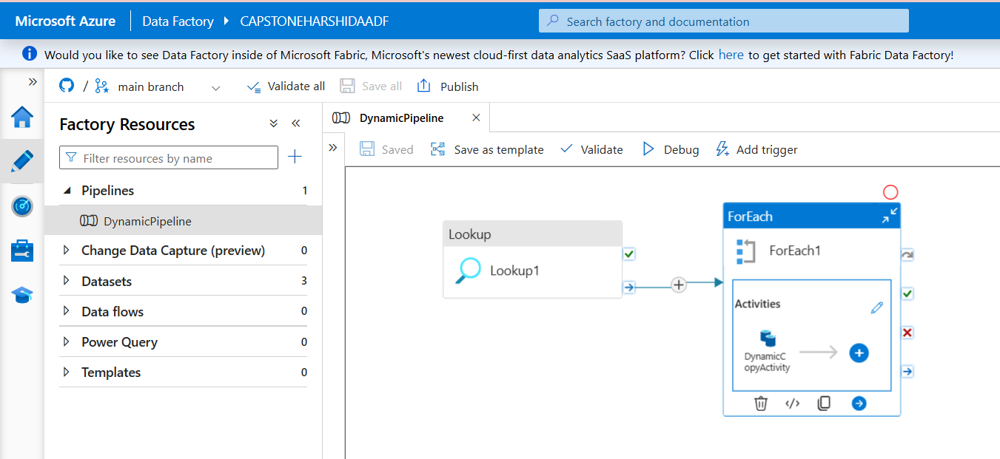 Microsoft Azure Data Factory CAPSTONEHARSHIDAADF Search factory and documentation
Would you like to see Data Factory inside of Microsoft Fabric, Microsoft's newest cloud-first data analytics SaaS platform? Click here to get started with Fabric Data Factory!
/ main branch Validate all Save all Publish
Factory Resources
Filter resources by name
Pipelines 1
DynamicPipeline
Change Data Capture (preview) 0
Datasets 3
Data flows 0
Power Query 0
Templates 0
DynamicPipeline
Saved Save as template Validate Debug Add trigger
Lookup
Lookup1
ForEach
ForEach1
Activities
DynamicC
opyActivity